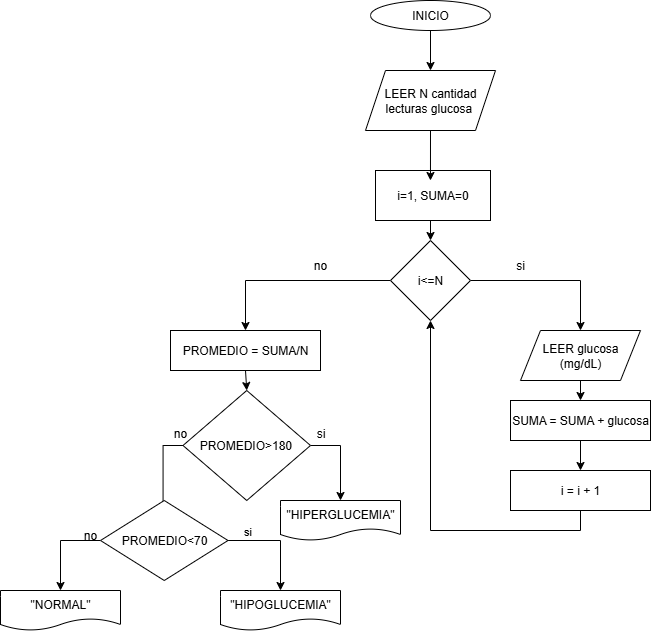 INICIO
LEER N cantidad
lecturas glucosa
i=1, SUMA=0
i<=N
no
si
PROMEDIO = SUMA/N
LEER glucosa
(mg/dL)
SUMA = SUMA + glucosa
i = i + 1
PROMEDIO>180
no
si
"HIPERGLUCEMIA"
PROMEDIO<70
no
si
"NORMAL"
"HIPOGLUCEMIA"